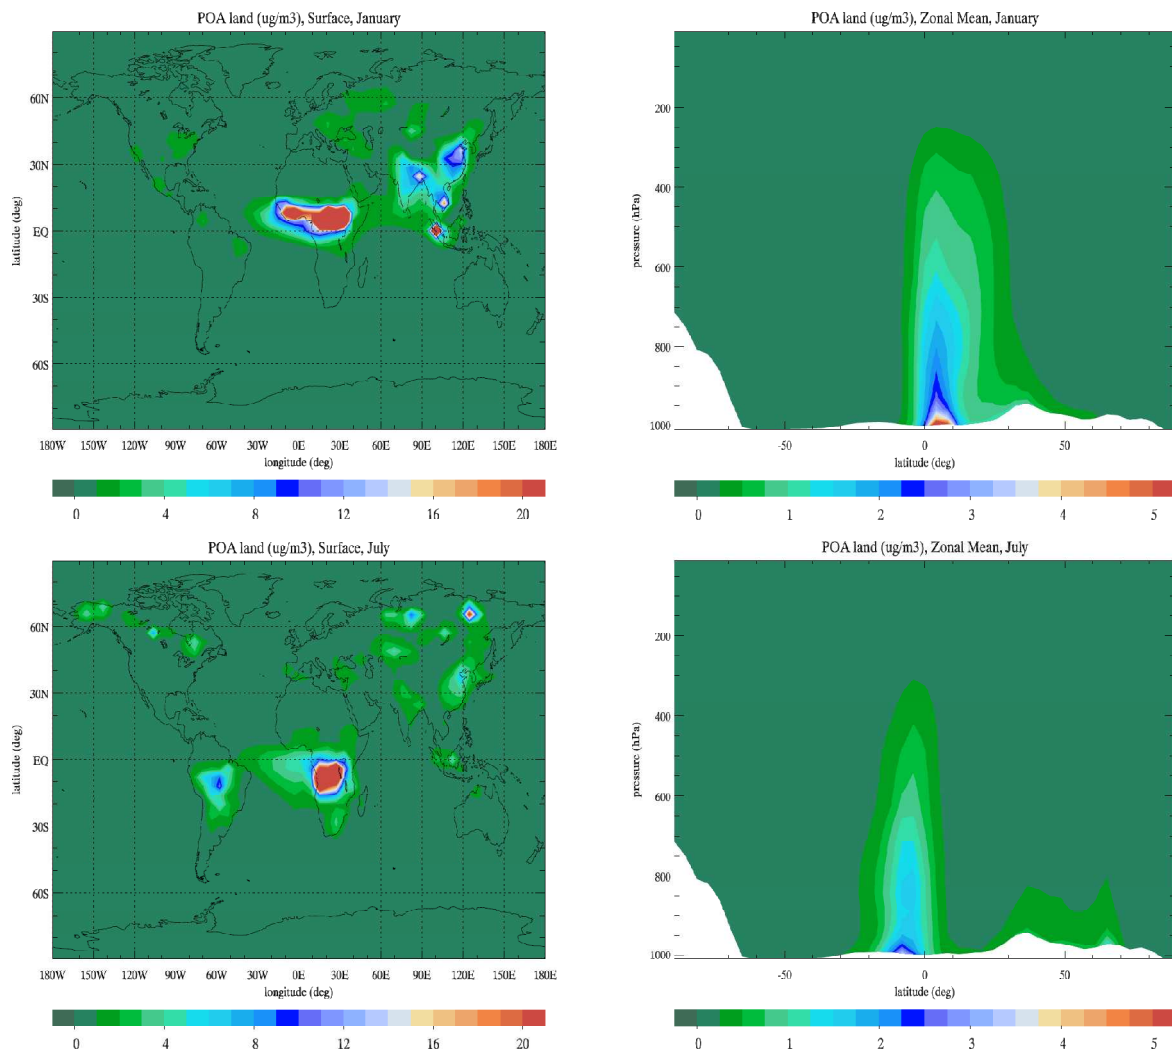 POA land (ug/m3), Surface, January
60N
30N
EQ
30S
60S
latitude (deg)
180W 150W 120W 90W 60W 30W 0E 30E 60E 90E 120E 150E 180E
longitude (deg)
0 4 8 12 16 20
POA land (ug/m3), Zonal Mean, January
200
400
600
800
1000
pressure (hPa)
-50 0 50
latitude (deg)
0 1 2 3 4 5
POA land (ug/m3), Surface, July
60N
30N
EQ
30S
60S
latitude (deg)
180W 150W 120W 90W 60W 30W 0E 30E 60E 90E 120E 150E 180E
longitude (deg)
0 4 8 12 16 20
POA land (ug/m3), Zonal Mean, July
200
400
600
800
1000
pressure (hPa)
-50 0 50
latitude (deg)
0 1 2 3 4 5